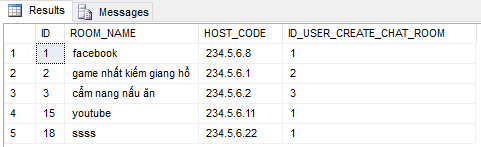 Results Messages
ID ROOM_NAME HOST_CODE ID_USER_CREATE_CHAT_ROOM
1 1 facebook 234.5.6.8 1
2 2 game nhất kiếm giang hồ 234.5.6.1 2
3 3 cẩm nang nấu ăn 234.5.6.2 3
4 15 youtube 234.5.6.11 1
5 18 ssss 234.5.6.22 1